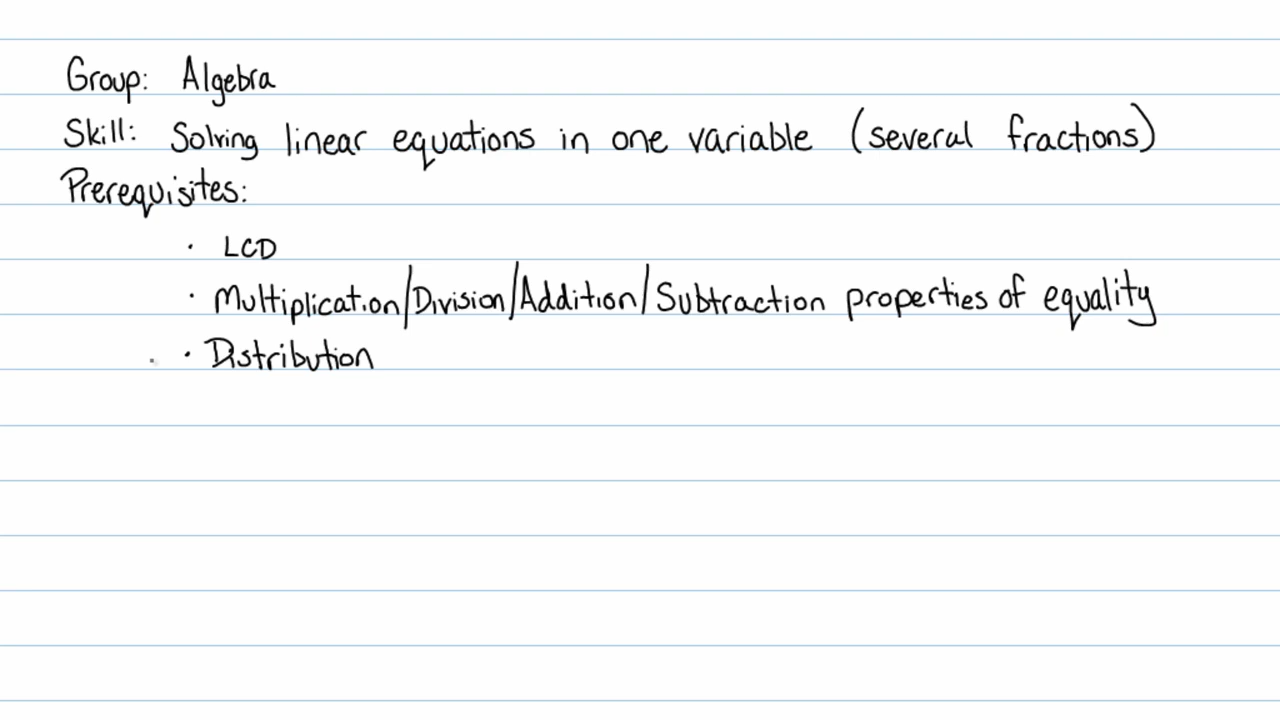 Group: Algebra
Skill: Solving linear equations in one variable (several fractions)
Prerequisites:
· LCD
· Multiplication/Division/Addition/Subtraction properties of equality
· Distribution